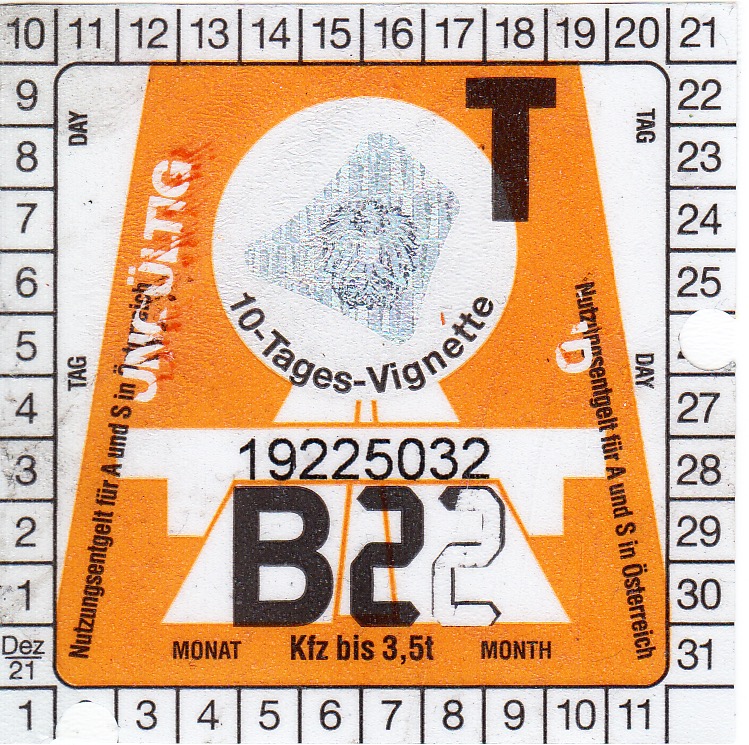 10 11 12 13 14 15 16 17 18 19 20 21
9
8
7
6
5
4
3
2
1
Dez
21
DAY
TAG
TAG
DAY
T
UNGÜLTIG
10-Tages-Vignette
Nutzungsentgelt für A und S in Österreich
Nutzungsentgelt für A und S in Österreich
19225032
B22
MONAT Kfz bis 3,5t MONTH
22
23
24
25
27
28
29
30
31
1 3 4 5 6 7 8 9 10 11